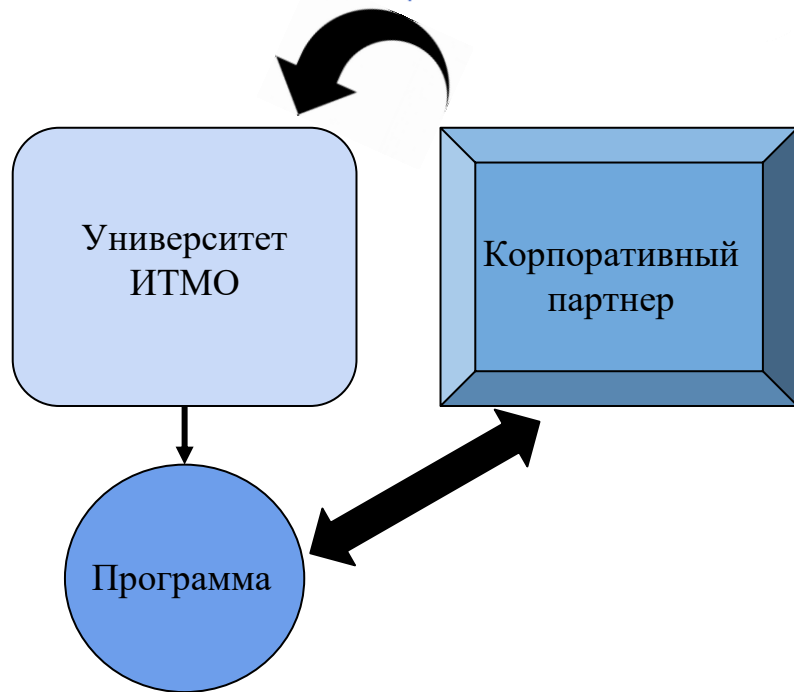 Университет
ИТМО
Корпоративный
партнер
Программа